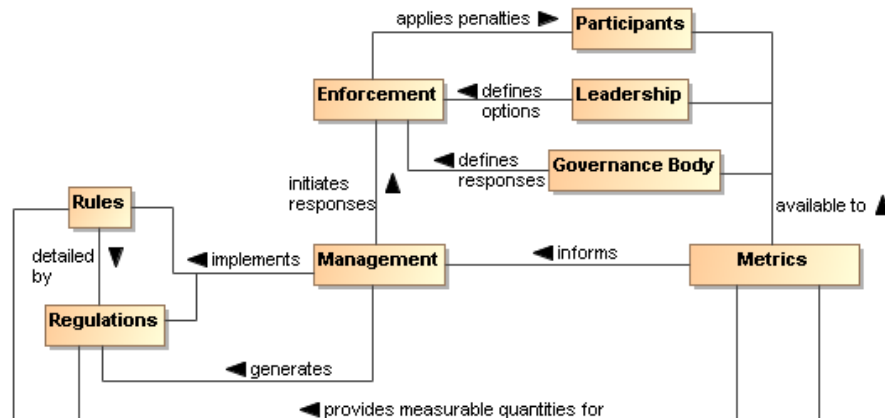 applies penalties
Participants
Enforcement
defines
options
Leadership
defines
responses
Governance Body
initiates
responses
Rules
available to
detailed
by
implements
Management
informs
Metrics
Regulations
generates
provides measurable quantities for